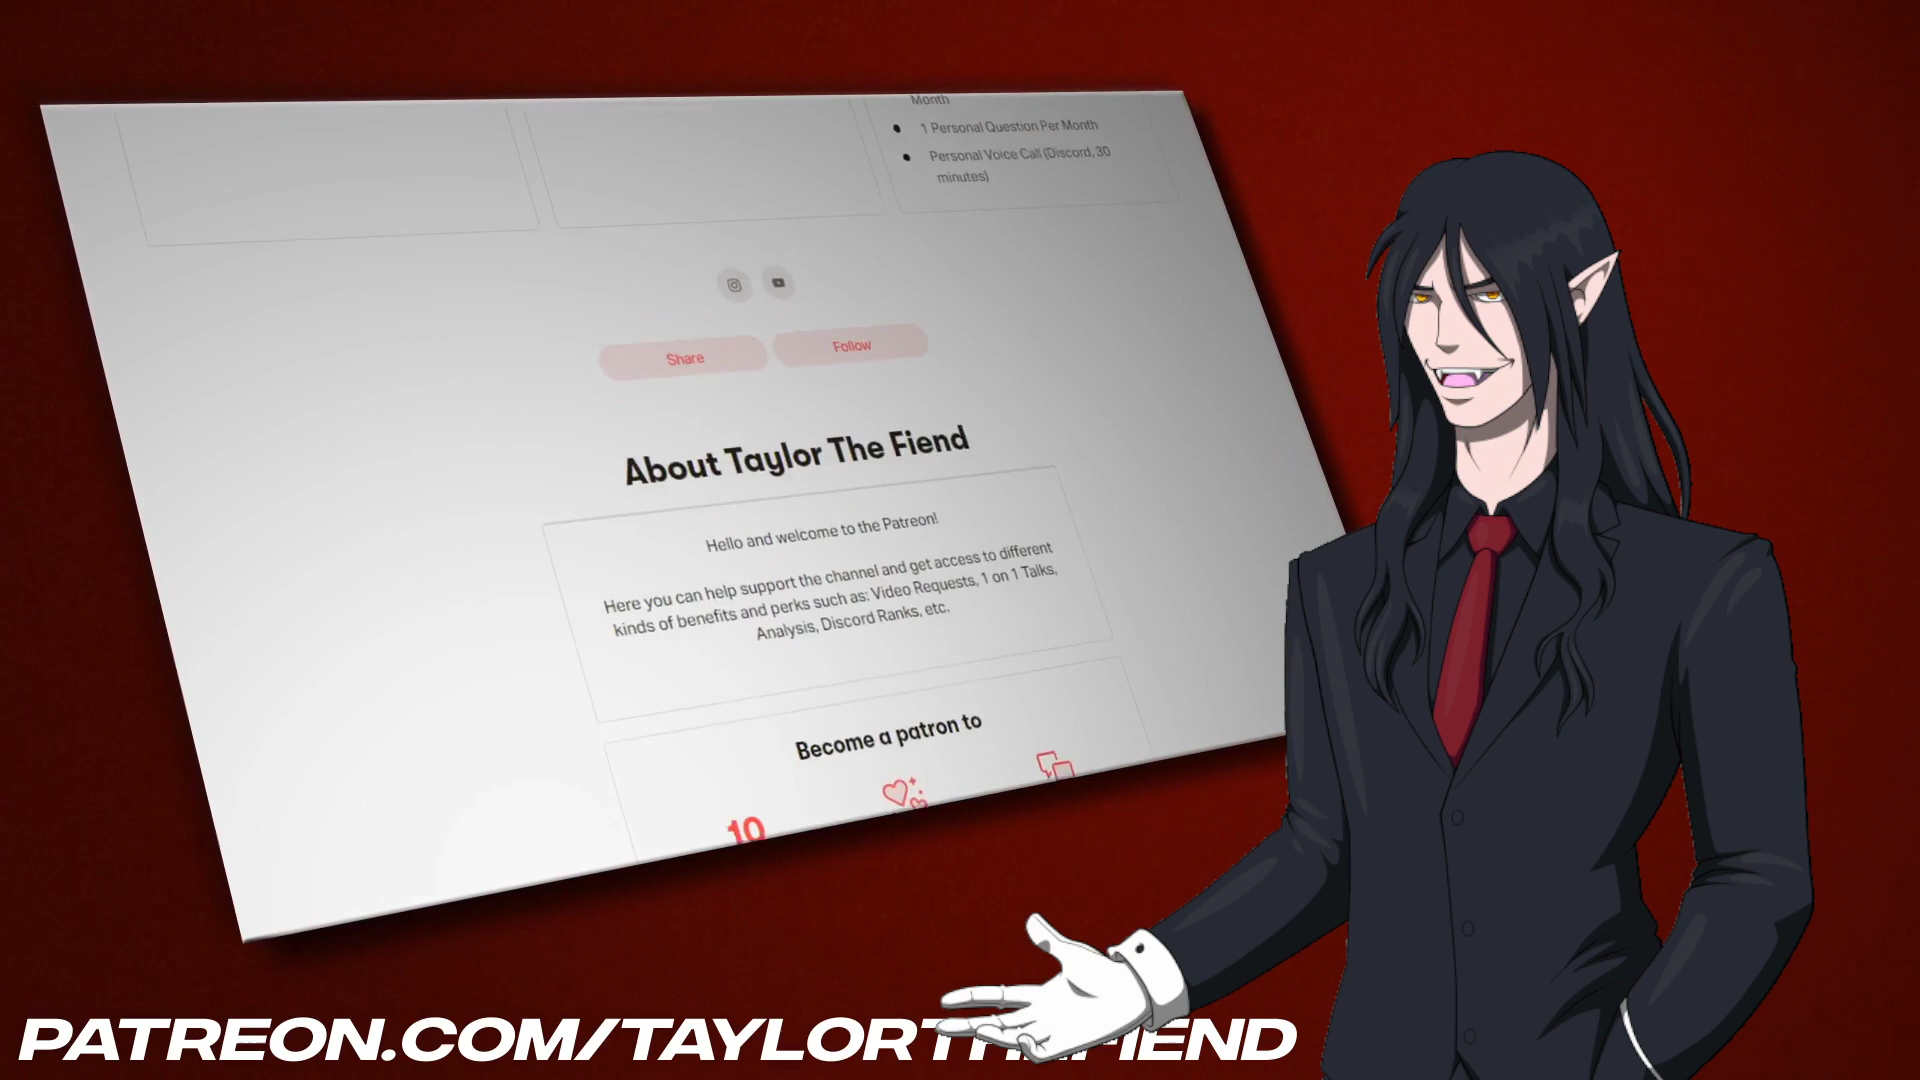 Month
1 Personal Question Per Month
Personal Voice Call (Discord, 30
minutes)
Share
Follow
About Taylor The Fiend
Hello and welcome to the Patreon!
Here you can help support the channel and get access to different
kinds of benefits and perks such as: Video Requests, 1 on 1 Talks,
Analysis, Discord Ranks, etc.
Become a patron to
10
PATREON.COM/TAYLORTHEFIEND